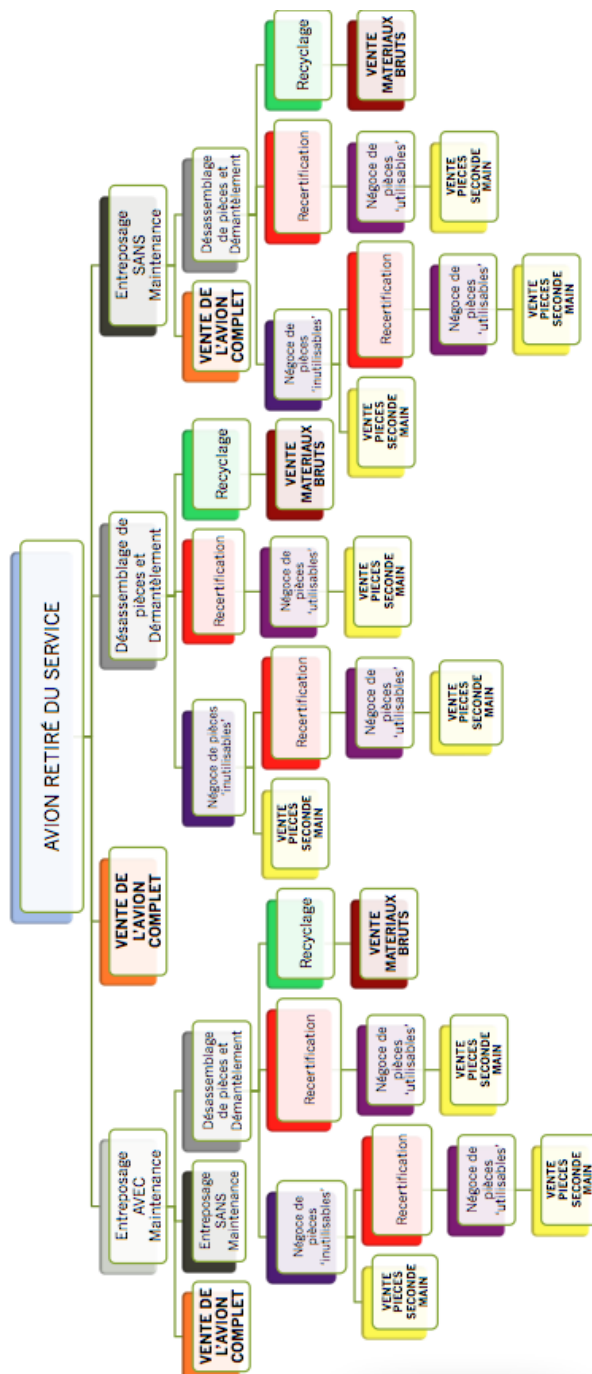 AVION RETIRÉ DU SERVICE
Entreposage
AVEC
Maintenance
VENTE DE
L'AVION
COMPLET
Désassemblage de
pièces et
Démantèlement
Entreposage
SANS
Maintenance
VENTE DE
L'AVION
COMPLET
Entreposage
SANS
Maintenance
Désassemblage
de pièces et
Démantèlement
Négoce de pièces
‘inutilisables’
Recertification
Recyclage
VENTE DE
L'AVION
COMPLET
Désassemblage
de pièces et
Démantèlement
Négoce de
pièces
‘inutilisables’
Recertification
Recyclage
VENTE
PIECES
SECONDE
MAIN
Recertification
Négoce de
pièces
‘utilisables’
VENTE
MATERIAUX
BRUTS
Négoce de
pièces
‘inutilisables’
Recertification
Recyclage
VENTE
PIECES
SECONDE
MAIN
Recertification
Négoce de
pièces
‘utilisables’
VENTE
MATERIAUX
BRUTS
Négoce de
pièces
‘utilisables’
VENTE
PIECES
SECONDE
MAIN
VENTE
PIECES
SECONDE
MAIN
Recertification
Négoce de
pièces
‘utilisables’
VENTE
MATERIAUX
BRUTS
Négoce de
pièces
‘utilisables’
VENTE
PIECES
SECONDE
MAIN
VENTE
PIECES
SECONDE
MAIN
Négoce de
pièces
‘utilisables’
VENTE
PIECES
SECONDE
MAIN
VENTE
PIECES
SECONDE
MAIN
VENTE
PIECES
SECONDE
MAIN